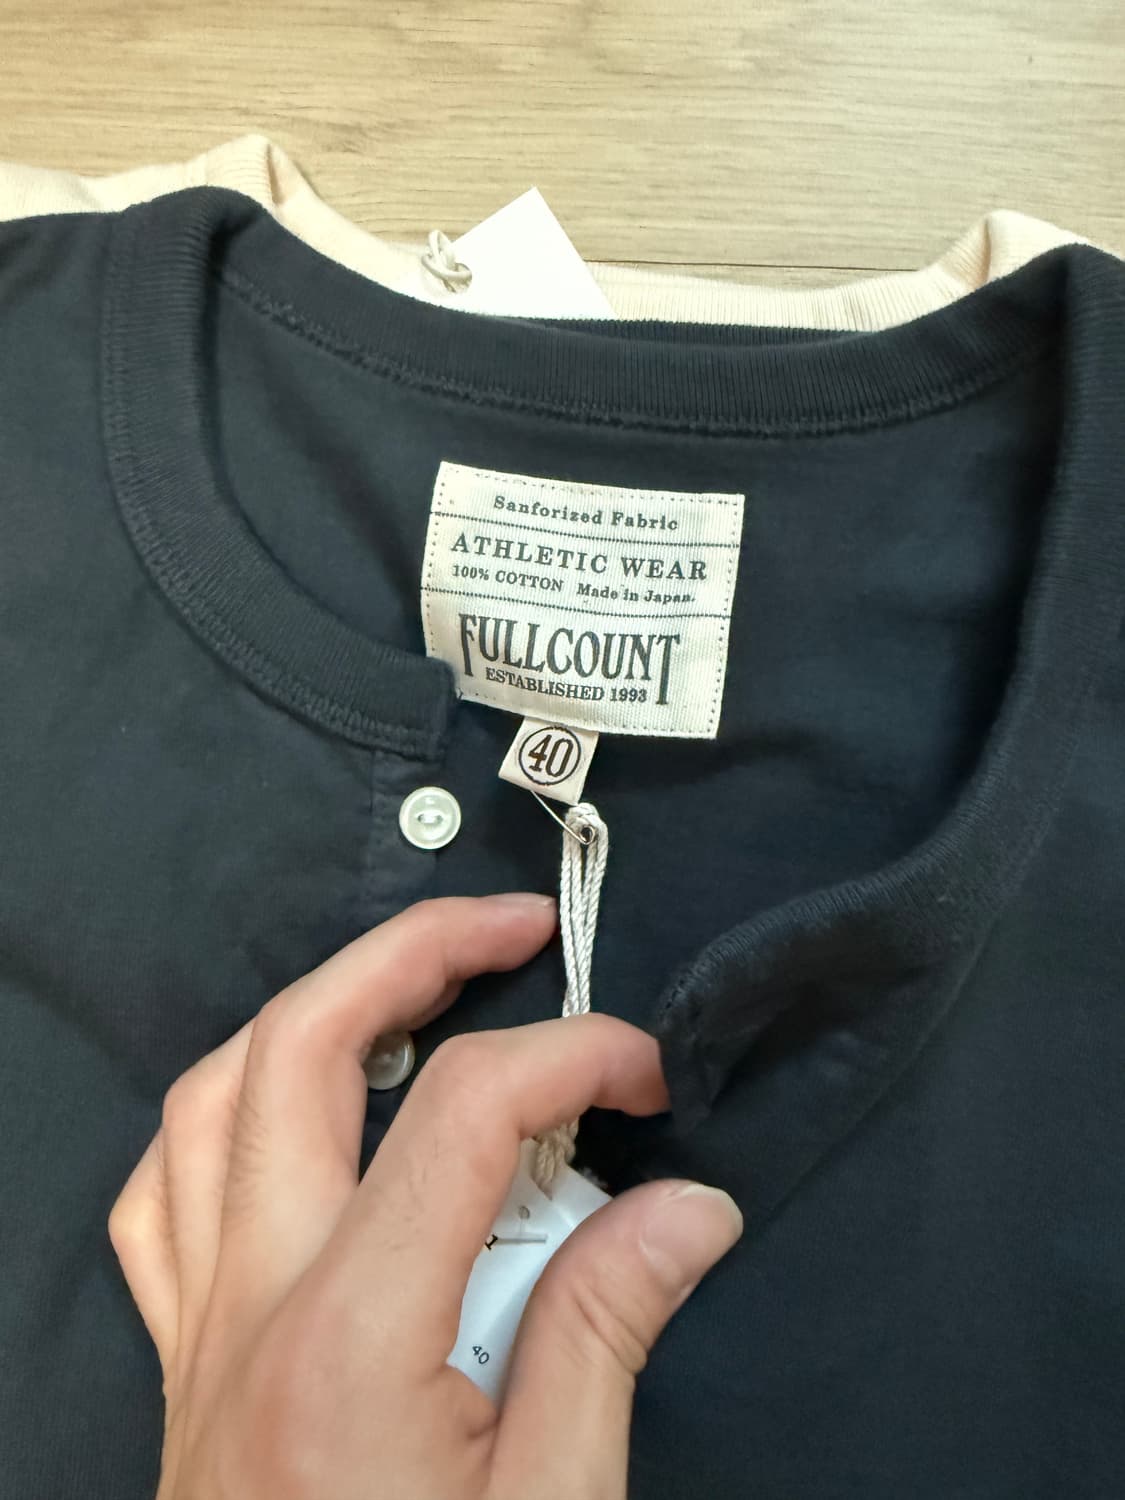 Sanforized Fabric
ATHLETIC WEAR
100% COTTON Made in Japan.
FULLCOUNT
ESTABLISHED 1993
40
40